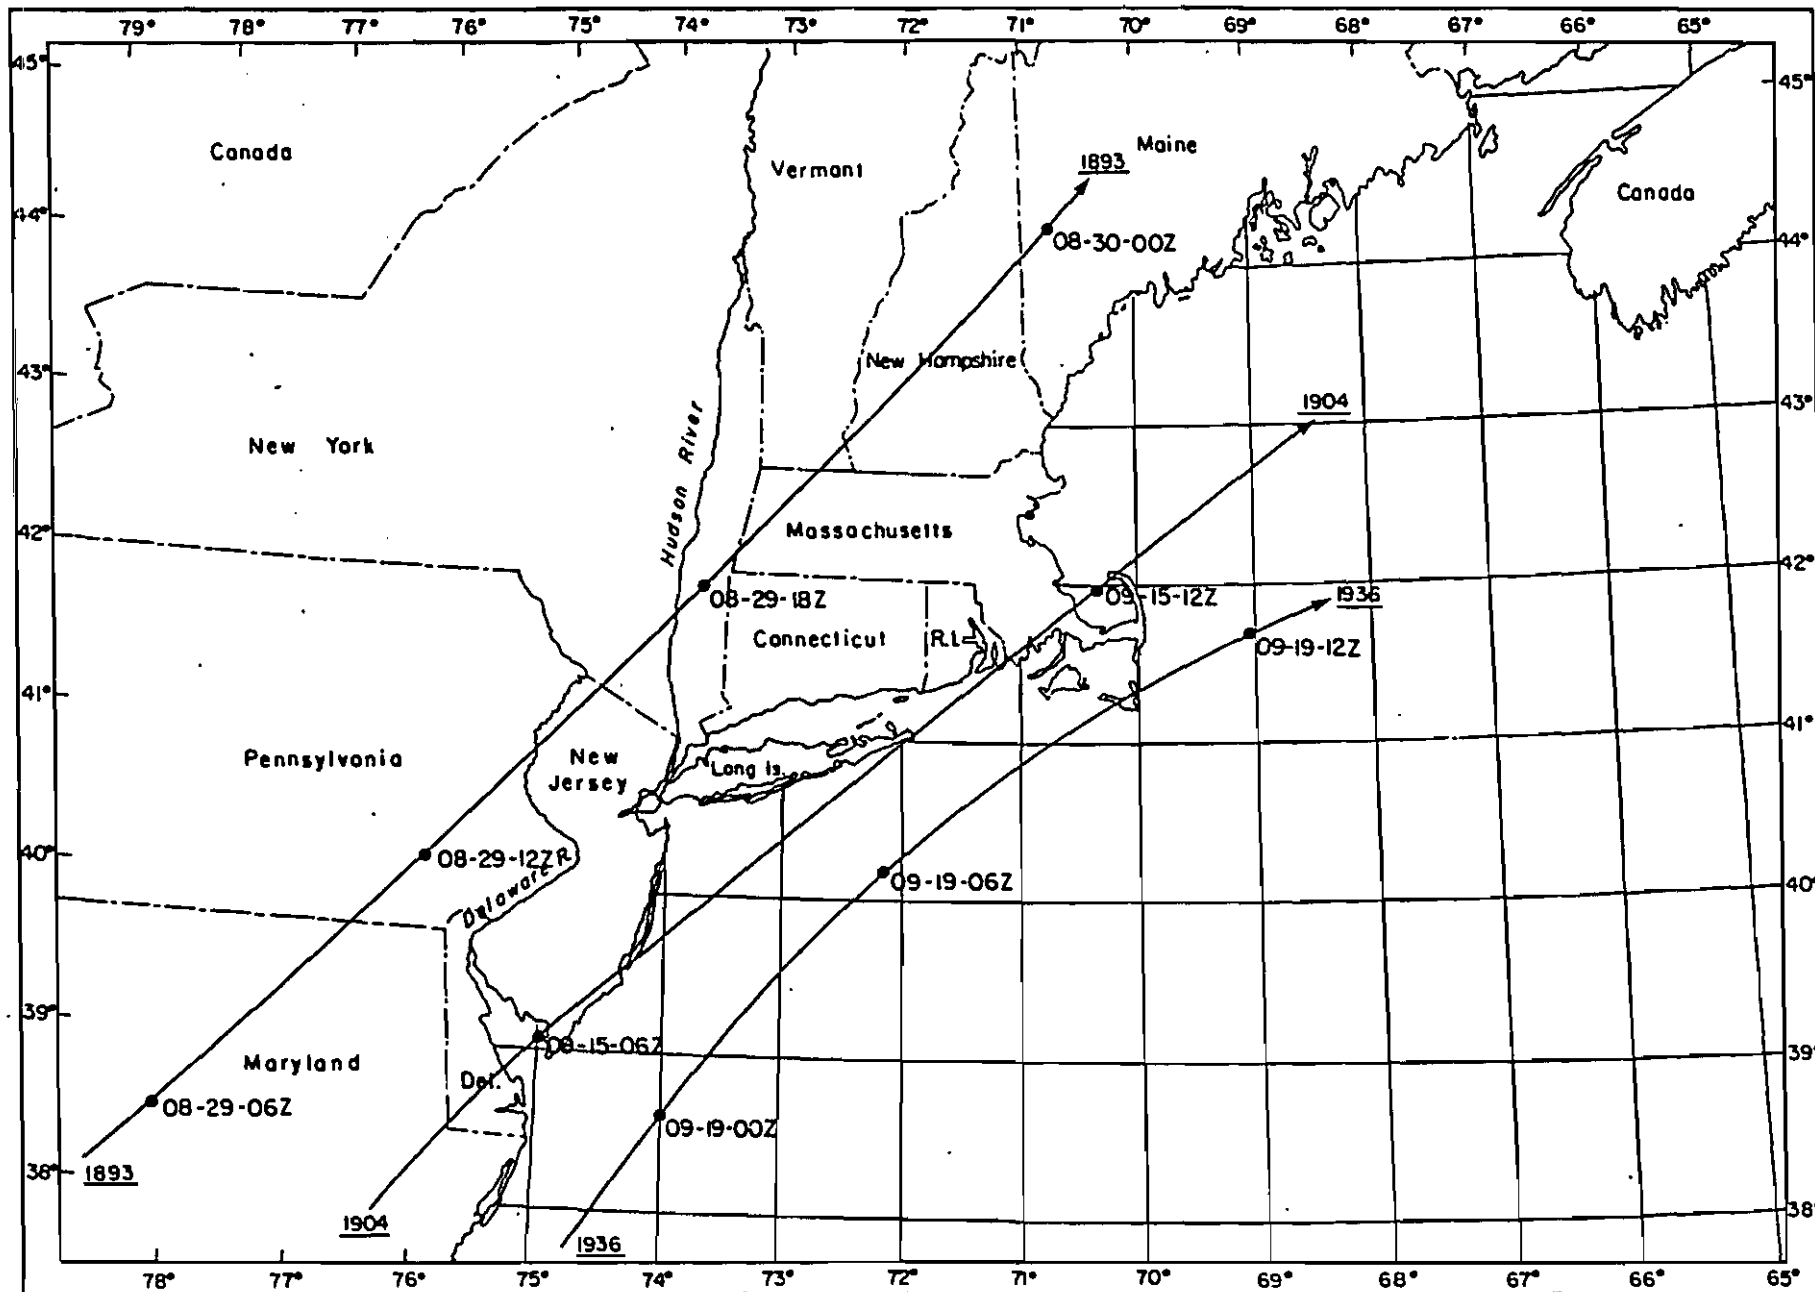 79° 78° 77° 76° 75° 74° 73° 72° 71° 70° 69° 68° 67° 66° 65°
45° 45°
Canada
Maine
Vermont
1893
Canada
44° 44°
08-30-00Z
New Hampshire
43° 43°
1904
New York
Hudson River
42° 42°
Massachusetts
08-29-18Z
09-15-12Z
1936
Connecticut
R.I.
09-19-12Z
41° 41°
Pennsylvania
New
Jersey
Long Is.
40° 40°
08-29-12Z
Delaware R.
09-19-06Z
39° 39°
09-15-06Z
Maryland
Del.
08-29-06Z
09-19-00Z
38° 38°
1893
1904
1936
78° 77° 76° 75° 74° 73° 72° 71° 70° 69° 68° 67° 66° 65°